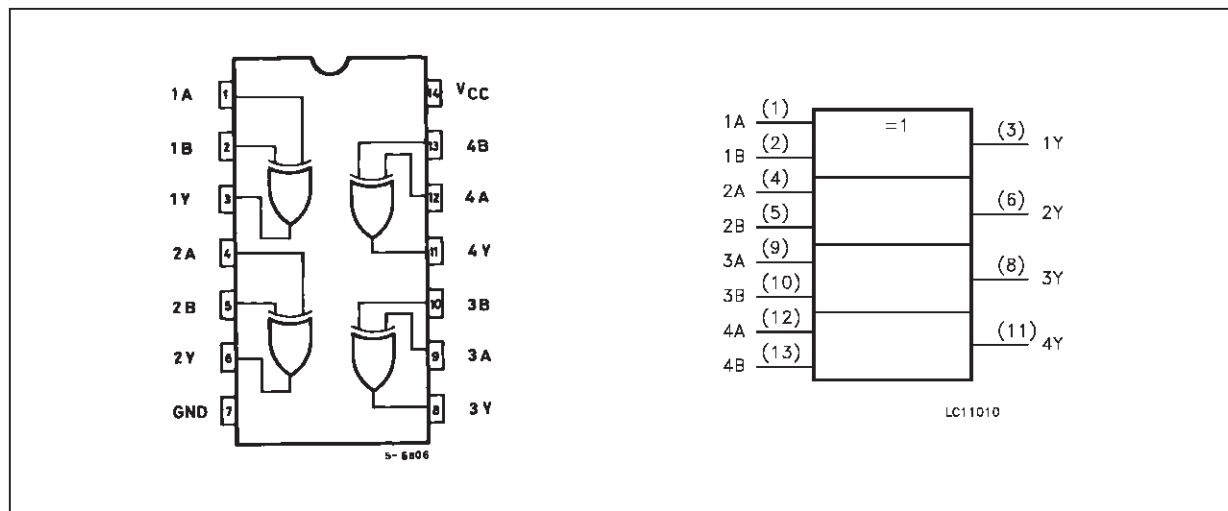 1A 1 14 VCC
1B 2 13 4B
1Y 3 12 4A
2A 4 11 4Y
2B 5 10 3B
2Y 6 9 3A
GND 7 8 3Y
5-6806
=1
1A (1)
1B (2)
(3) 1Y
2A (4)
2B (5)
(6) 2Y
3A (9)
3B (10)
(8) 3Y
4A (12)
4B (13)
(11) 4Y
LC11010